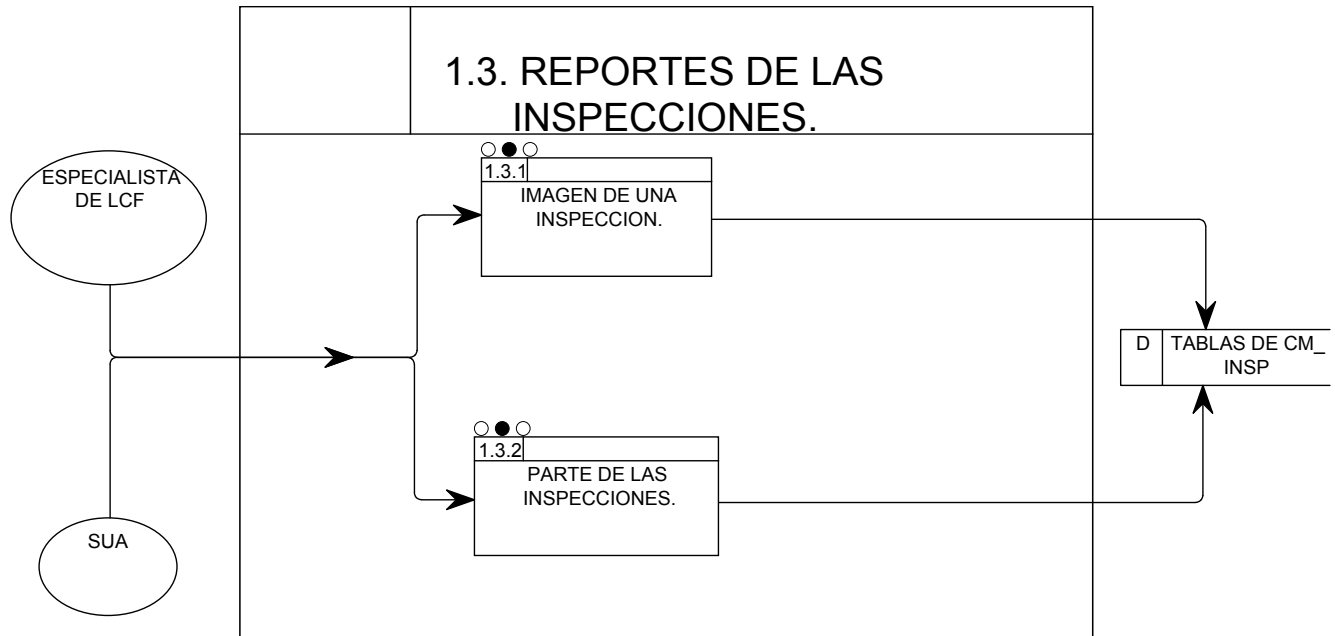 1.3. REPORTES DE LAS
INSPECCIONES.
ESPECIALISTA
DE LCF
1.3.1
IMAGEN DE UNA
INSPECCION.
D
TABLAS DE CM_
INSP
1.3.2
PARTE DE LAS
INSPECCIONES.
SUA